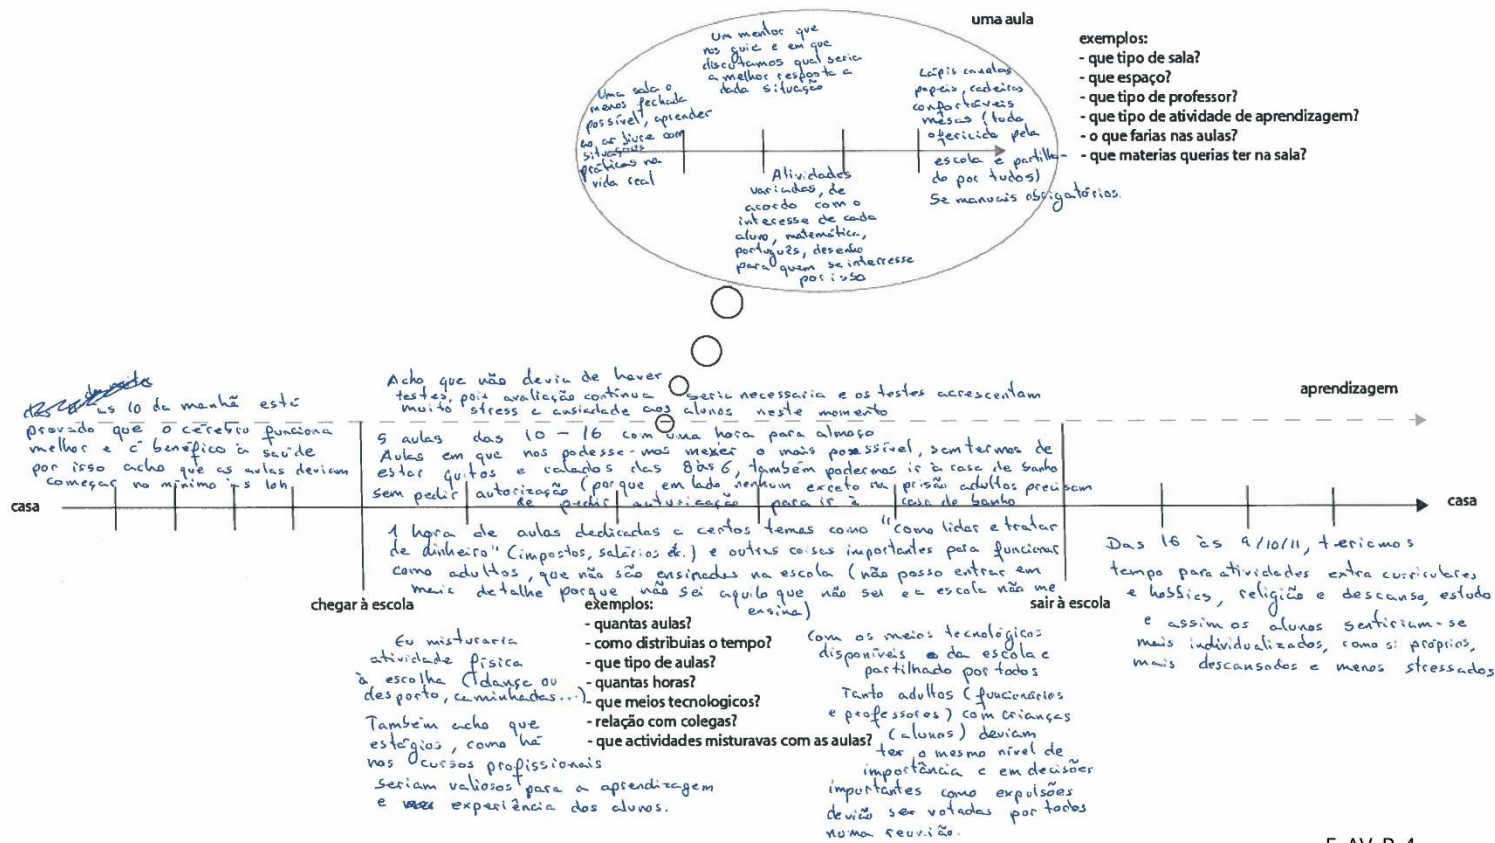 uma aula
exemplos:
- que tipo de sala?
- que espaço?
- que tipo de professor?
- que tipo de atividade de aprendizagem?
- o que farias nas aulas?
- que materias querias ter na sala?
Um mentor que
nos guie e em que
discutamos qual seria
a melhor resposta a
dada situação
Uma sala o
menos fechada
possível, aprender
ao ar livre com
situações
práticas na
vida real
Lápis canetas
papeis, cadeiras
confortáveis
mesas (tudo
ofericido pela
escola e partilha-
do por tudos)
Se manuais obrigatórios.
Atividades
variadas, de
acordo com o
interesse de cada
aluno, matemática,
português, desenho
para quem se interesse
por isso
às 10 da manhã está
provado que o cérebro funciona
melhor e é benéfico à saúde
por isso acho que as aulas deviam
começar no mínimo às 10h
Acho que não devia de haver
testes, pois avaliação contínua seria necessaria e os testes acrescentam
muito stress e ansiedade aos alunos neste momento
aprendizagem
5 aulas das 10 - 16 com uma hora para almoço
Aulas em que nos podesse-mos mexer o mais possível, sem termos de
estar quitos e calados das 8 às 6, também podermos ir à casa de banho
sem pedir autorização (porque em lado nenhum exceto na prisão adultos precisam
de pedir autorização para ir à casa de banho
casa
casa
1 hora de aulas dedicadas a certos temas como "como lidar e tratar
de dinheiro" (impostos, salários etc.) e outras coisas importantes para funcionar
como adultos, que não são ensinadas na escola (não posso entrar em
mais detalhe porque não sei aquilo que não sei e a escola não me
ensina)
Das 16 às 9/10/11, teriamos
tempo para atividades extra curriculares
e hobbies, religião e descanso, estudo
e assim os alunos sentiriam-se
mais individualizados, como si próprios,
mais descansados e menos stressados
chegar à escola
exemplos:
- quantas aulas?
- como distribuias o tempo?
- que tipo de aulas?
- quantas horas?
- que meios tecnologicos?
- relação com colegas?
- que actividades misturavas com as aulas?
sair à escola
Eu misturaria
atividade física
à escolha (dança ou
desporto, caminhadas...)
Também acho que
estágios, como há
nos cursos profissionais
seriam valiosos para a aprendizagem
e experiência dos alunos.
Com os meios tecnológicos
disponíveis da escola e
partilhado por todos
Tanto adultos (funcionários
e professores) com crianças
(alunos) deviam
ter o mesmo nível de
importância e em decisões
importantes como expulsões
devião ser votadas por todos
numa reunião.